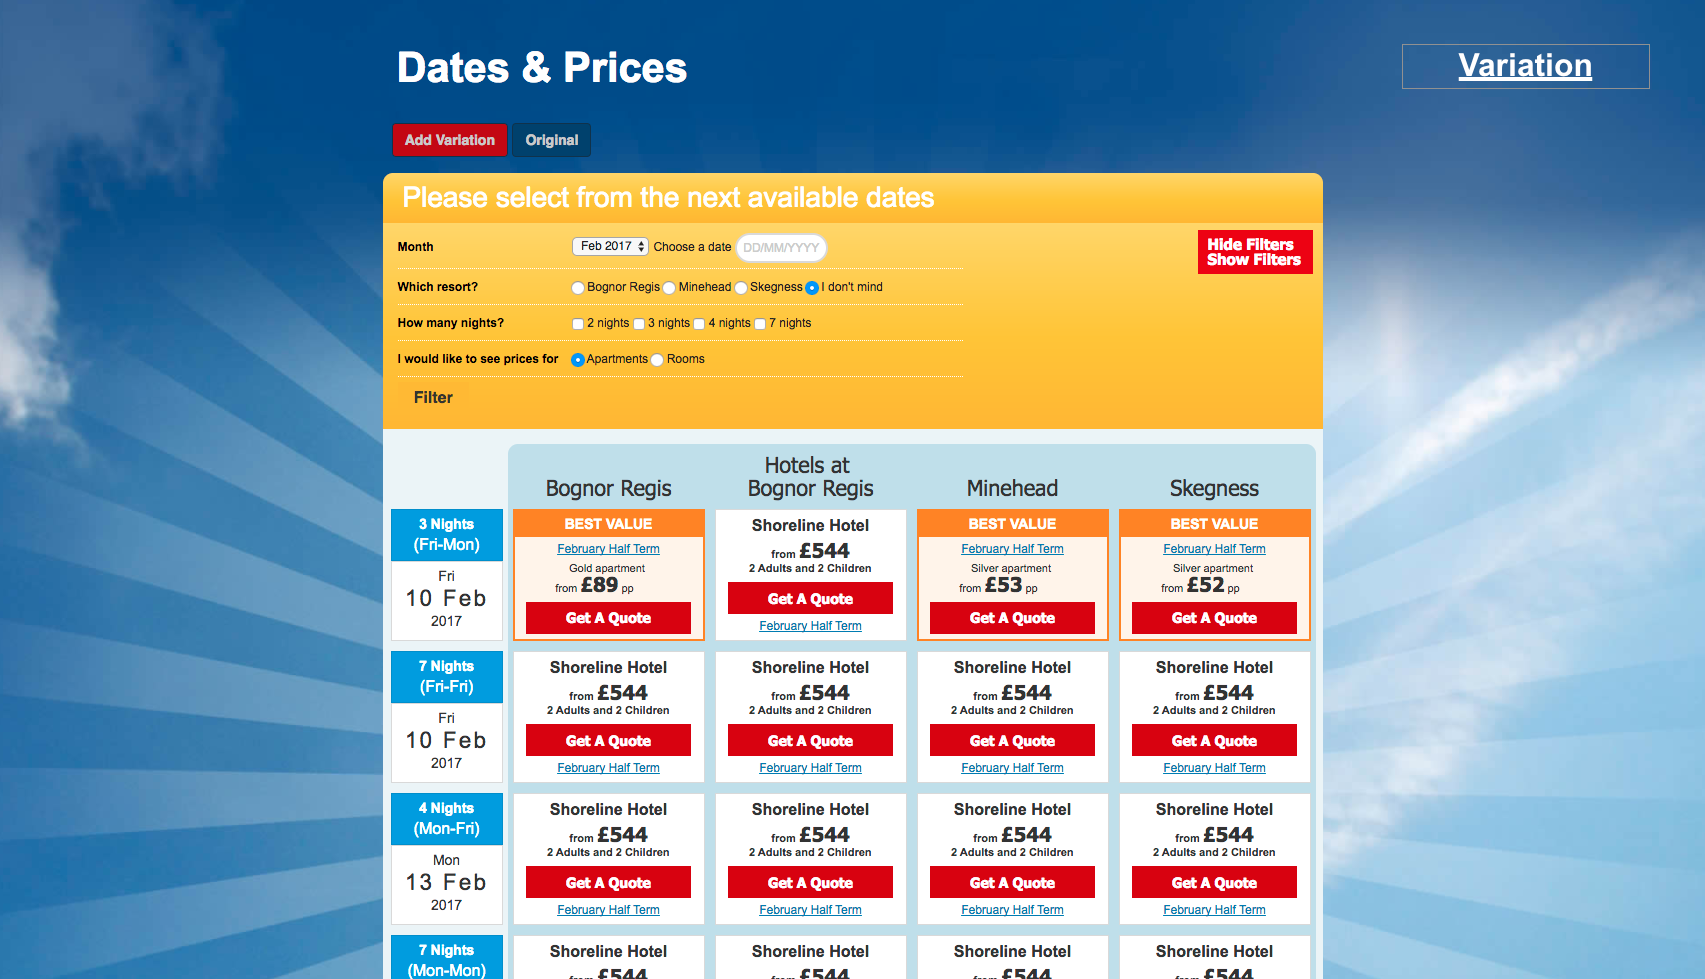 Dates & Prices
Variation
Add Variation Original
Please select from the next available dates
Month Feb 2017 Choose a date DD/MM/YYYY
Hide Filters
Show Filters
Which resort? Bognor Regis Minehead Skegness I don't mind
How many nights? 2 nights 3 nights 4 nights 7 nights
I would like to see prices for Apartments Rooms
Filter
Bognor Regis
Hotels at
Bognor Regis
Minehead
Skegness
3 Nights
(Fri-Mon)
Fri
10 Feb
2017
BEST VALUE
February Half Term
Gold apartment
from £89 pp
Get A Quote
Shoreline Hotel
from £544
2 Adults and 2 Children
Get A Quote
February Half Term
BEST VALUE
February Half Term
Silver apartment
from £53 pp
Get A Quote
BEST VALUE
February Half Term
Silver apartment
from £52 pp
Get A Quote
7 Nights
(Fri-Fri)
Fri
10 Feb
2017
Shoreline Hotel
from £544
2 Adults and 2 Children
Get A Quote
February Half Term
Shoreline Hotel
from £544
2 Adults and 2 Children
Get A Quote
February Half Term
Shoreline Hotel
from £544
2 Adults and 2 Children
Get A Quote
February Half Term
Shoreline Hotel
from £544
2 Adults and 2 Children
Get A Quote
February Half Term
4 Nights
(Mon-Fri)
Mon
13 Feb
2017
Shoreline Hotel
from £544
2 Adults and 2 Children
Get A Quote
February Half Term
Shoreline Hotel
from £544
2 Adults and 2 Children
Get A Quote
February Half Term
Shoreline Hotel
from £544
2 Adults and 2 Children
Get A Quote
February Half Term
Shoreline Hotel
from £544
2 Adults and 2 Children
Get A Quote
February Half Term
7 Nights
(Mon-Mon)
Shoreline Hotel
from £544
Shoreline Hotel
from £544
Shoreline Hotel
from £544
Shoreline Hotel
from £544